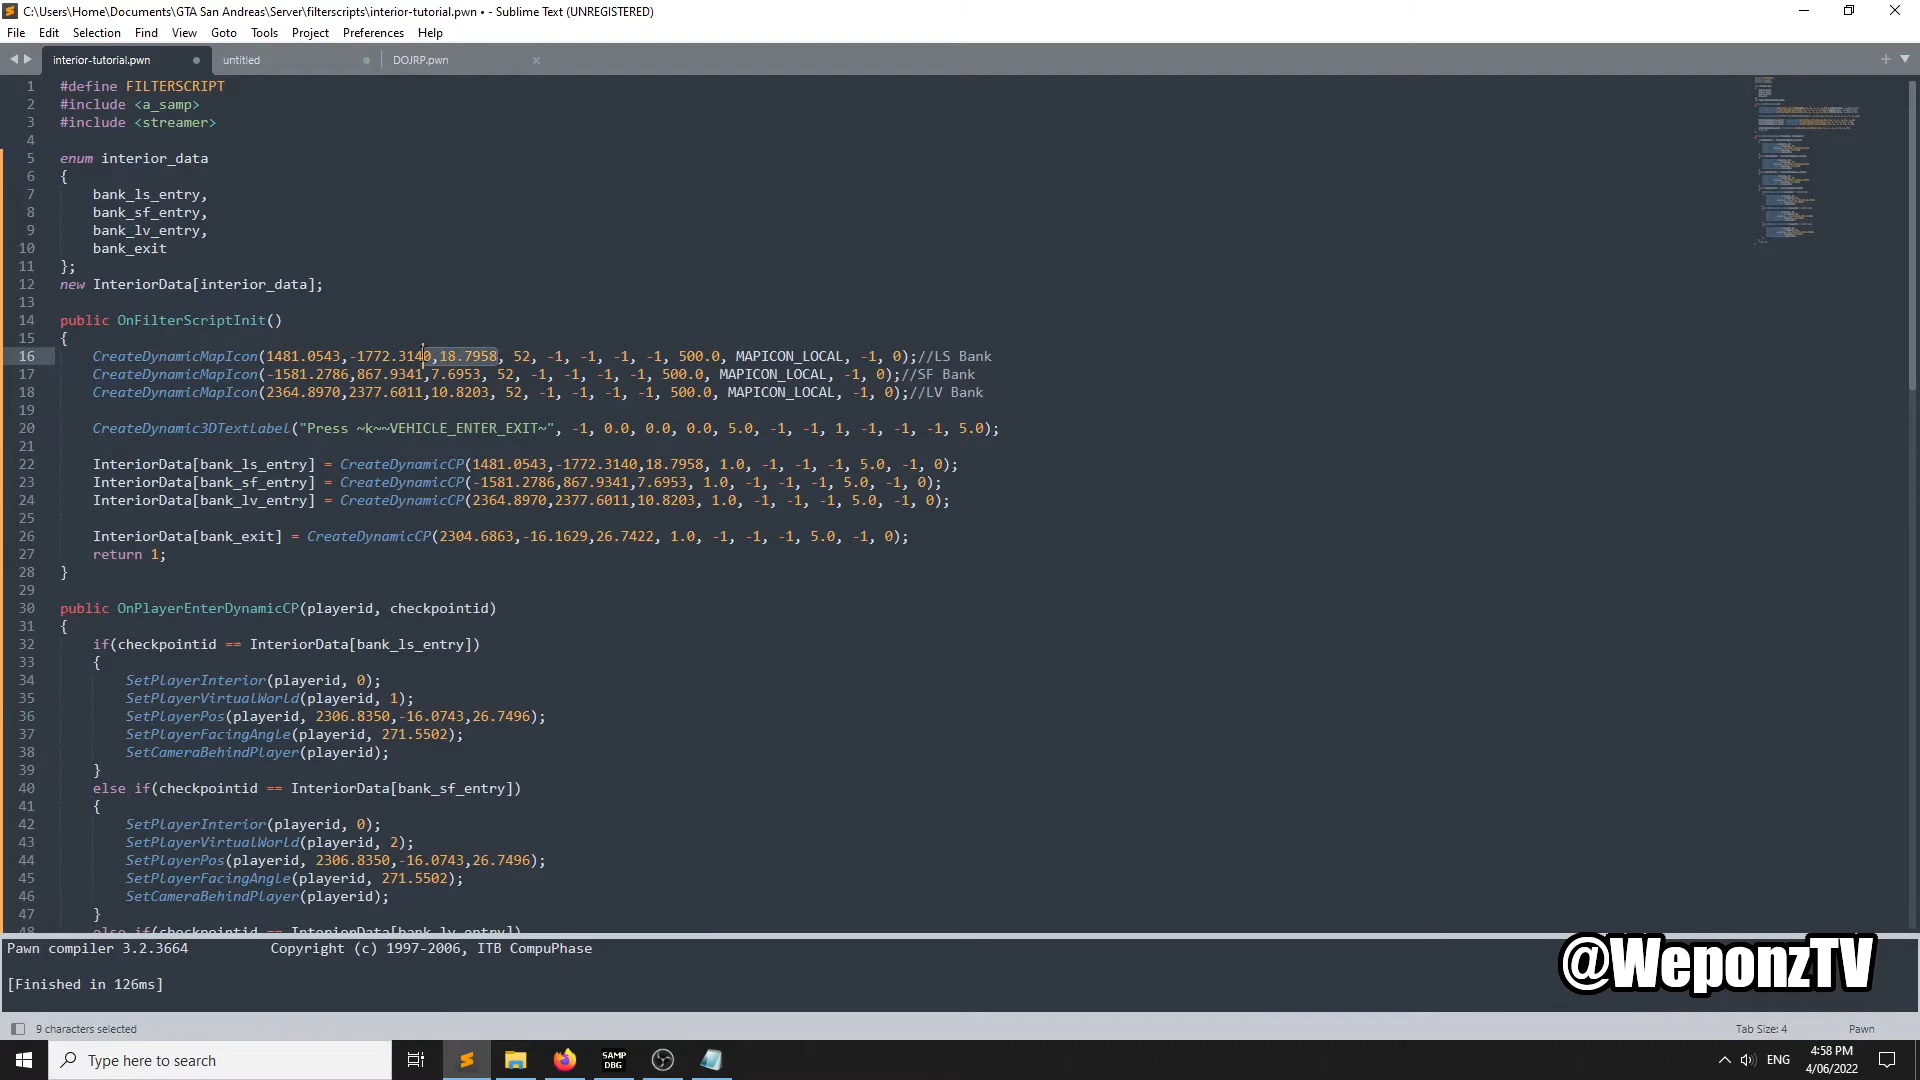 C:\Users\Home\Documents\GTA San Andreas\Server\filterscripts\interior-tutorial.pwn • - Sublime Text (UNREGISTERED)
File Edit Selection Find View Goto Tools Project Preferences Help
interior-tutorial.pwn untitled DOJRP.pwn
1 #define FILTERSCRIPT
2 #include <a_samp>
3 #include <streamer>
4
5 enum interior_data
6 {
7 bank_ls_entry,
8 bank_sf_entry,
9 bank_lv_entry,
10 bank_exit
11 };
12 new InteriorData[interior_data];
13
14 public OnFilterScriptInit()
15 {
16 CreateDynamicMapIcon(1481.0543,-1772.3140,18.7958, 52, -1, -1, -1, -1, 500.0, MAPICON_LOCAL, -1, 0);//LS Bank
17 CreateDynamicMapIcon(-1581.2786,867.9341,7.6953, 52, -1, -1, -1, -1, 500.0, MAPICON_LOCAL, -1, 0);//SF Bank
18 CreateDynamicMapIcon(2364.8970,2377.6011,10.8203, 52, -1, -1, -1, -1, 500.0, MAPICON_LOCAL, -1, 0);//LV Bank
19
20 CreateDynamic3DTextLabel("Press ~k~~VEHICLE_ENTER_EXIT~", -1, 0.0, 0.0, 0.0, 5.0, -1, -1, 1, -1, -1, -1, 5.0);
21
22 InteriorData[bank_ls_entry] = CreateDynamicCP(1481.0543,-1772.3140,18.7958, 1.0, -1, -1, -1, 5.0, -1, 0);
23 InteriorData[bank_sf_entry] = CreateDynamicCP(-1581.2786,867.9341,7.6953, 1.0, -1, -1, -1, 5.0, -1, 0);
24 InteriorData[bank_lv_entry] = CreateDynamicCP(2364.8970,2377.6011,10.8203, 1.0, -1, -1, -1, 5.0, -1, 0);
25
26 InteriorData[bank_exit] = CreateDynamicCP(2304.6863,-16.1629,26.7422, 1.0, -1, -1, -1, 5.0, -1, 0);
27 return 1;
28 }
29
30 public OnPlayerEnterDynamicCP(playerid, checkpointid)
31 {
32 if(checkpointid == InteriorData[bank_ls_entry])
33 {
34 SetPlayerInterior(playerid, 0);
35 SetPlayerVirtualWorld(playerid, 1);
36 SetPlayerPos(playerid, 2306.8350,-16.0743,26.7496);
37 SetPlayerFacingAngle(playerid, 271.5502);
38 SetCameraBehindPlayer(playerid);
39 }
40 else if(checkpointid == InteriorData[bank_sf_entry])
41 {
42 SetPlayerInterior(playerid, 0);
43 SetPlayerVirtualWorld(playerid, 2);
44 SetPlayerPos(playerid, 2306.8350,-16.0743,26.7496);
45 SetPlayerFacingAngle(playerid, 271.5502);
46 SetCameraBehindPlayer(playerid);
47 }
48 else if(checkpointid == InteriorData[bank_lv_entry])
Pawn compiler 3.2.3664 Copyright (c) 1997-2006, ITB CompuPhase
[Finished in 126ms]
@WeponzTV
9 characters selected Tab Size: 4 Pawn
Type here to search SAMP DBG ENG 4:58 PM
4/06/2022